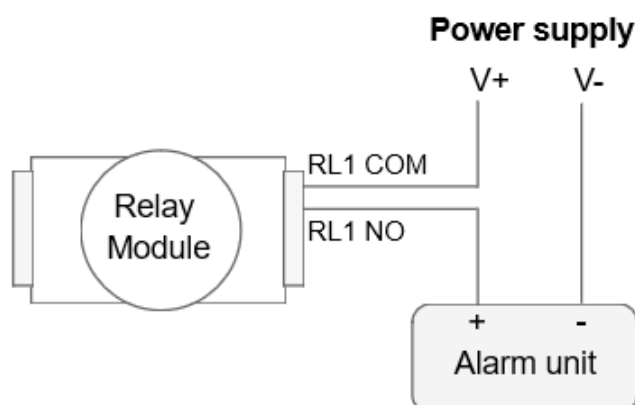 Power supply
V+ V-
RL1 COM
Relay
Module
RL1 NO
+ -
Alarm unit